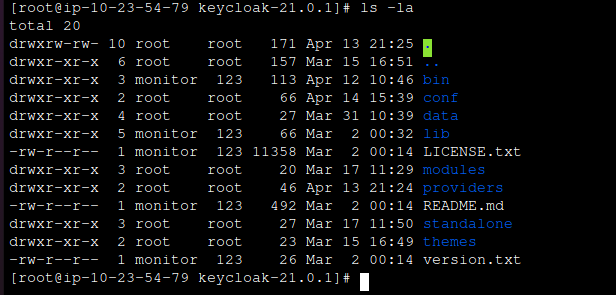 [root@ip-10-23-54-79 keycloak-21.0.1]# ls -la
total 20
drwxrw-rw- 10 root    root   171 Apr 13 21:25 .
drwxr-xr-x  6 root    root   157 Mar 15 16:51 ..
drwxr-xr-x  3 monitor  123   113 Apr 12 10:46 bin
drwxr-xr-x  2 root    root    66 Apr 14 15:39 conf
drwxr-xr-x  4 root    root    27 Mar 31 10:39 data
drwxr-xr-x  5 monitor  123    66 Mar  2 00:32 lib
-rw-r--r--  1 monitor  123 11358 Mar  2 00:14 LICENSE.txt
drwxr-xr-x  3 root    root    20 Mar 17 11:29 modules
drwxr-xr-x  2 root    root    46 Apr 13 21:24 providers
-rw-r--r--  1 monitor  123   492 Mar  2 00:14 README.md
drwxr-xr-x  3 root    root    27 Mar 17 11:50 standalone
drwxr-xr-x  2 root    root    23 Mar 15 16:49 themes
-rw-r--r--  1 monitor  123    26 Mar  2 00:14 version.txt
[root@ip-10-23-54-79 keycloak-21.0.1]#